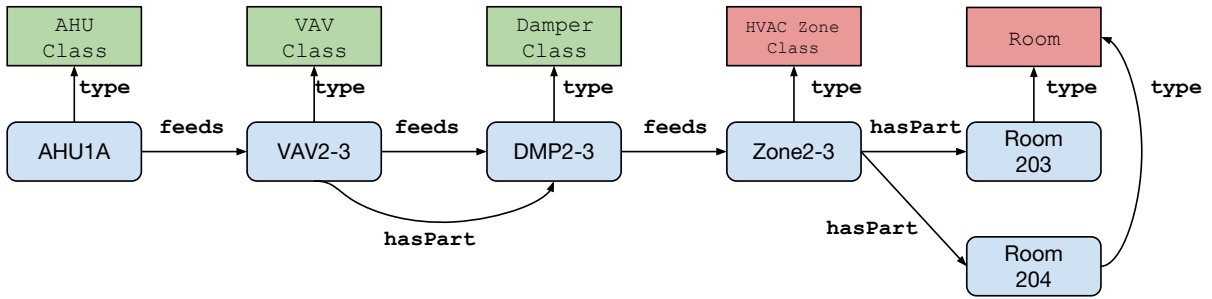 AHU
Class
VAV
Class
Damper
Class
HVAC Zone
Class
Room
type
type
type
type
type
type
AHU1A
feeds
VAV2-3
feeds
DMP2-3
feeds
Zone2-3
hasPart
Room
203
hasPart
hasPart
Room
204